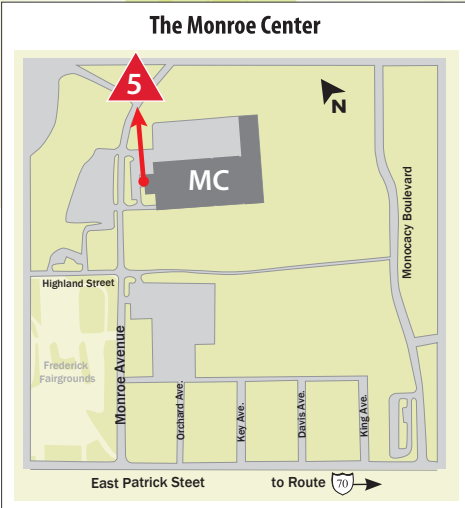 The Monroe Center
5
N
MC
Monocacy Boulevard
Highland Street
Monroe Avenue
Frederick
Fairgrounds
Orchard Ave.
Key Ave.
Davis Ave.
King Ave.
East Patrick Steet
to Route 70